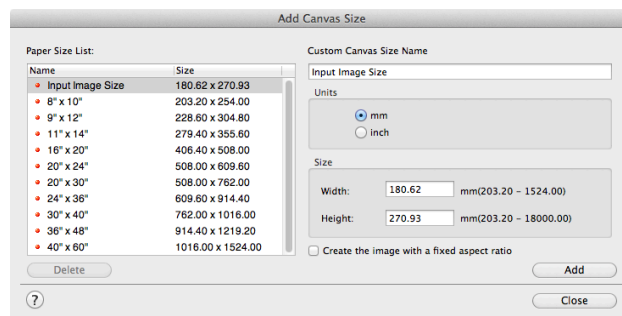 Add Canvas Size
Paper Size List:
Name Size
Input Image Size 180.62 x 270.93
8" x 10" 203.20 x 254.00
9" x 12" 228.60 x 304.80
11" x 14" 279.40 x 355.60
16" x 20" 406.40 x 508.00
20" x 24" 508.00 x 609.60
20" x 30" 508.00 x 762.00
24" x 36" 609.60 x 914.40
30" x 40" 762.00 x 1016.00
36" x 48" 914.40 x 1219.20
40" x 60" 1016.00 x 1524.00
Delete
Custom Canvas Size Name
Input Image Size
Units
mm
inch
Size
Width: 180.62 mm(203.20 - 1524.00)
Height: 270.93 mm(203.20 - 18000.00)
Create the image with a fixed aspect ratio
Add
? Close